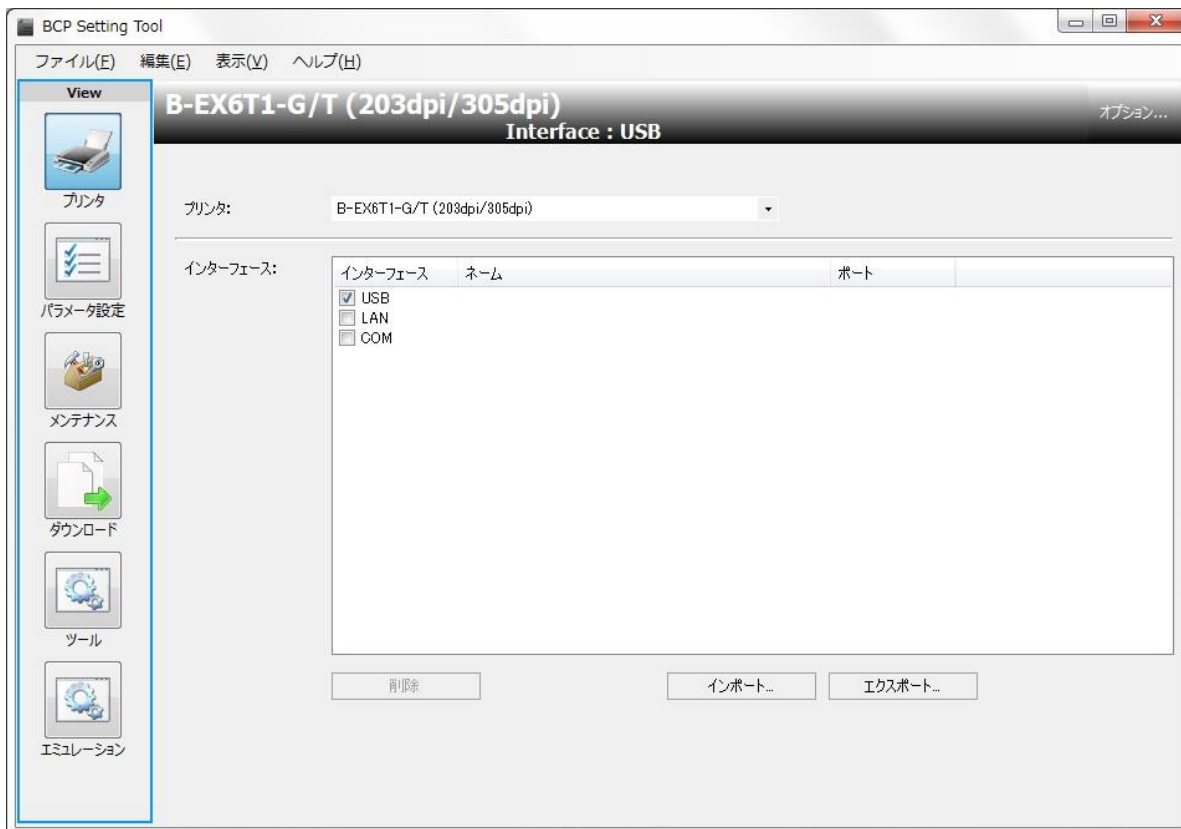 BCP Setting Tool
ファイル(F) 編集(E) 表示(V) ヘルプ(H)
View
プリンタ
パラメータ設定
メンテナンス
ダウンロード
ツール
エミュレーション
B-EX6T1-G/T (203dpi/305dpi)
Interface : USB
オプション...
プリンタ: B-EX6T1-G/T (203dpi/305dpi)
インターフェース:
インターフェース ネーム ポート
USB
LAN
COM
削除 インポート... エクスポート...